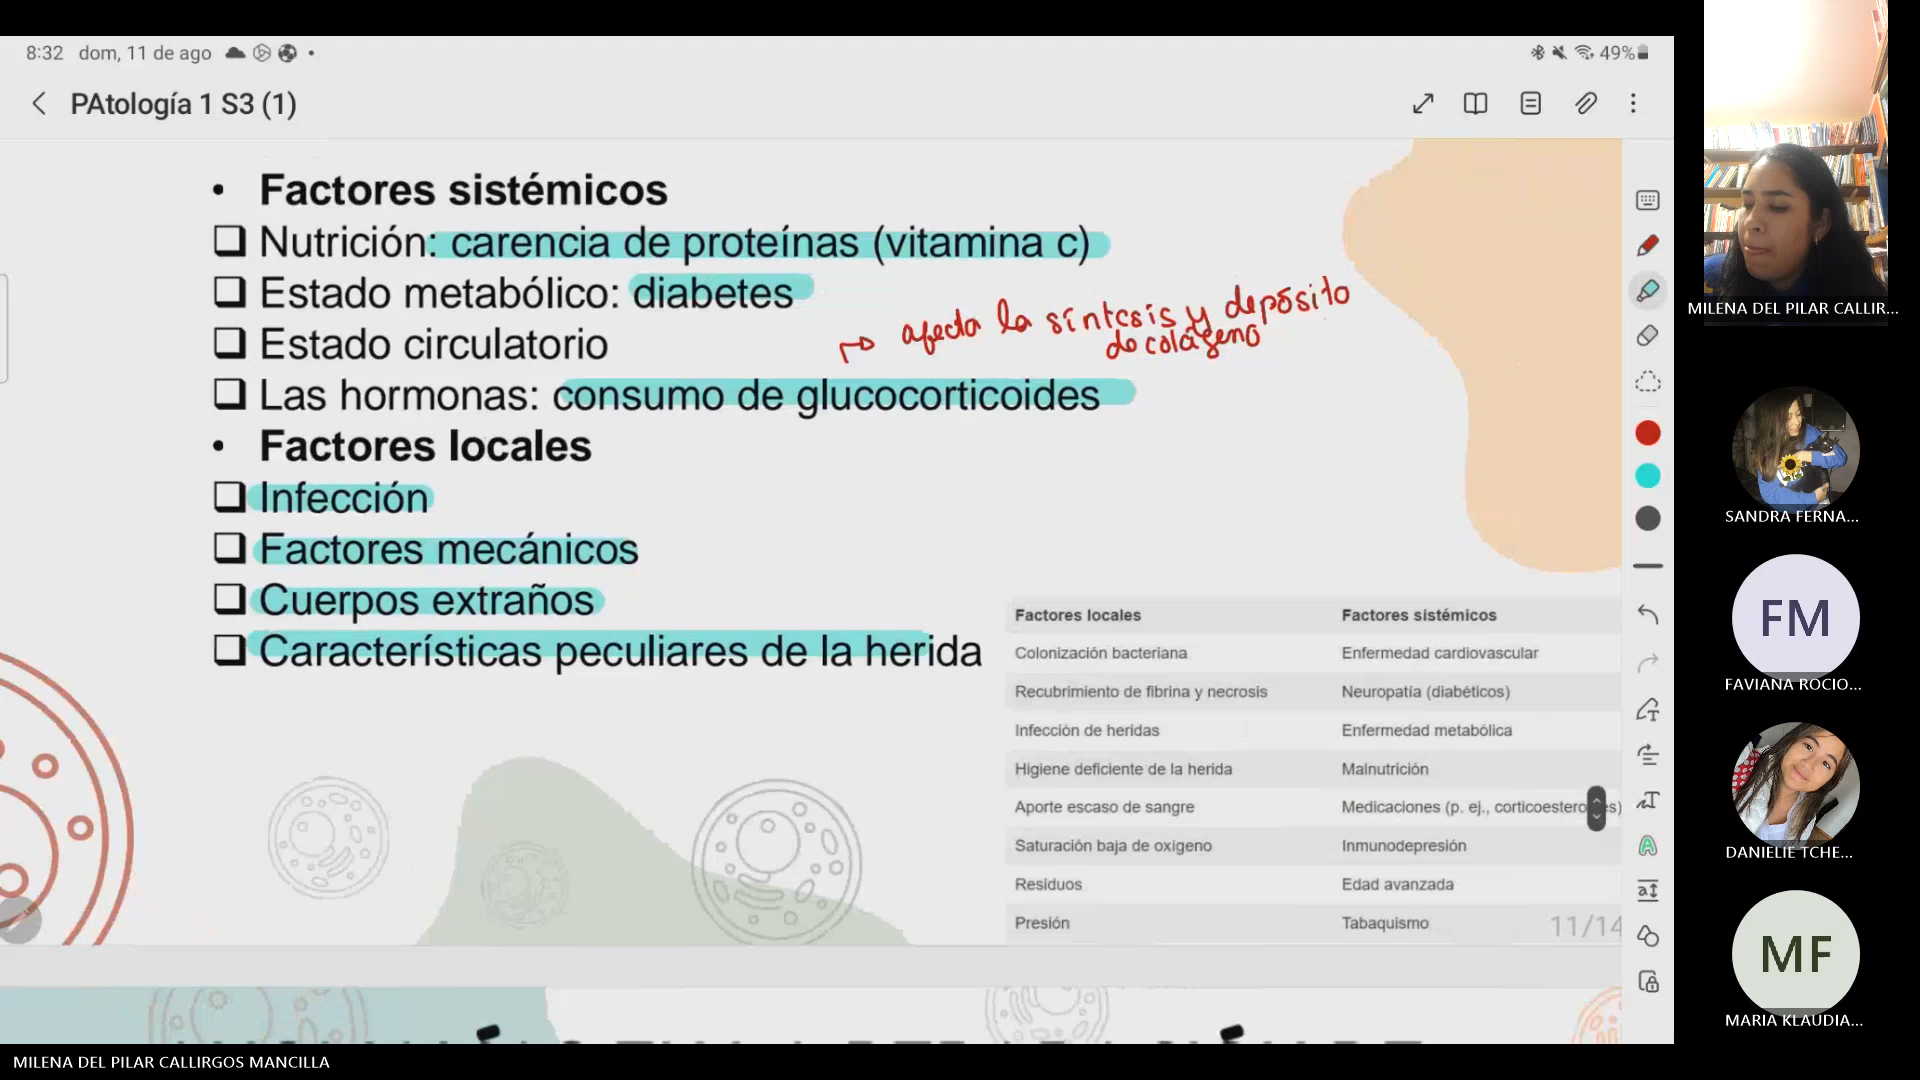 8:32 dom, 11 de ago
49%
PAtología 1 S3 (1)
• Factores sistémicos
Nutrición: carencia de proteínas (vitamina c)
Estado metabólico: diabetes
afecta la síntesis y depósito
de colágeno
Estado circulatorio
Las hormonas: consumo de glucocorticoides
• Factores locales
Infección
Factores mecánicos
Cuerpos extraños
Características peculiares de la herida
Factores locales Factores sistémicos
Colonización bacteriana Enfermedad cardiovascular
Recubrimiento de fibrina y necrosis Neuropatía (diabéticos)
Infección de heridas Enfermedad metabólica
Higiene deficiente de la herida Malnutrición
Aporte escaso de sangre Medicaciones (p. ej.,
Saturación baja de oxigeno Inmunodepresión
Residuos Edad avanzada
Presión Tabaquismo
11/14
MILENA DEL PILAR CALLIR...
SANDRA FERNA...
FM
FAVIANA ROCIO...
DANIELIE TCHE...
MF
MARIA KLAUDIA...
MILENA DEL PILAR CALLIRGOS MANCILLA